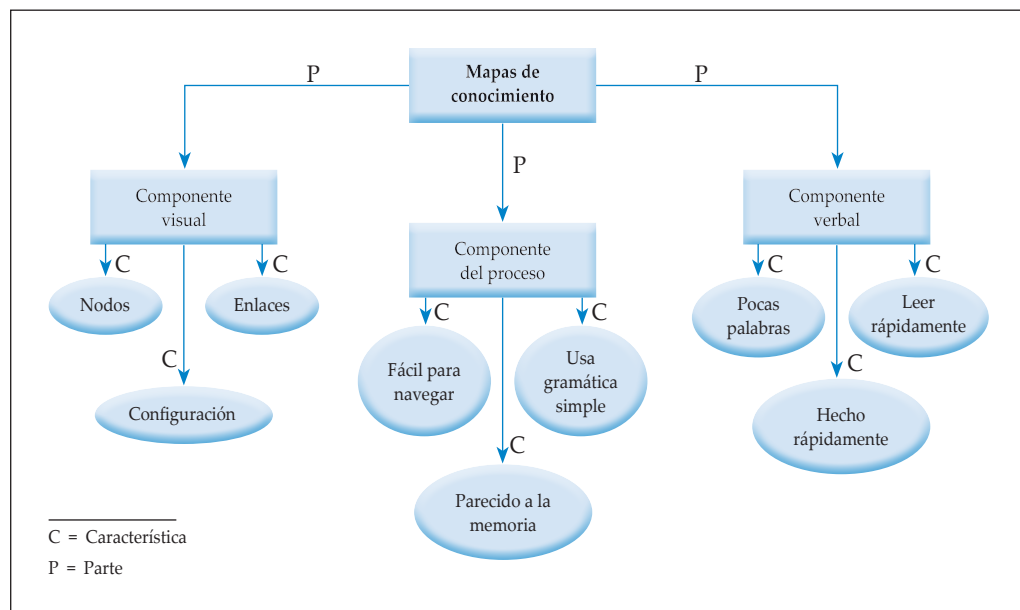 Mapas de
conocimiento
P
P
P
Componente
visual
C
C
Nodos
Enlaces
C
Configuración
Componente
del proceso
C
C
Fácil para
navegar
Usa
gramática
simple
C
Parecido a la
memoria
Componente
verbal
C
C
Pocas
palabras
Leer
rápidamente
C
Hecho
rápidamente
C = Característica
P = Parte